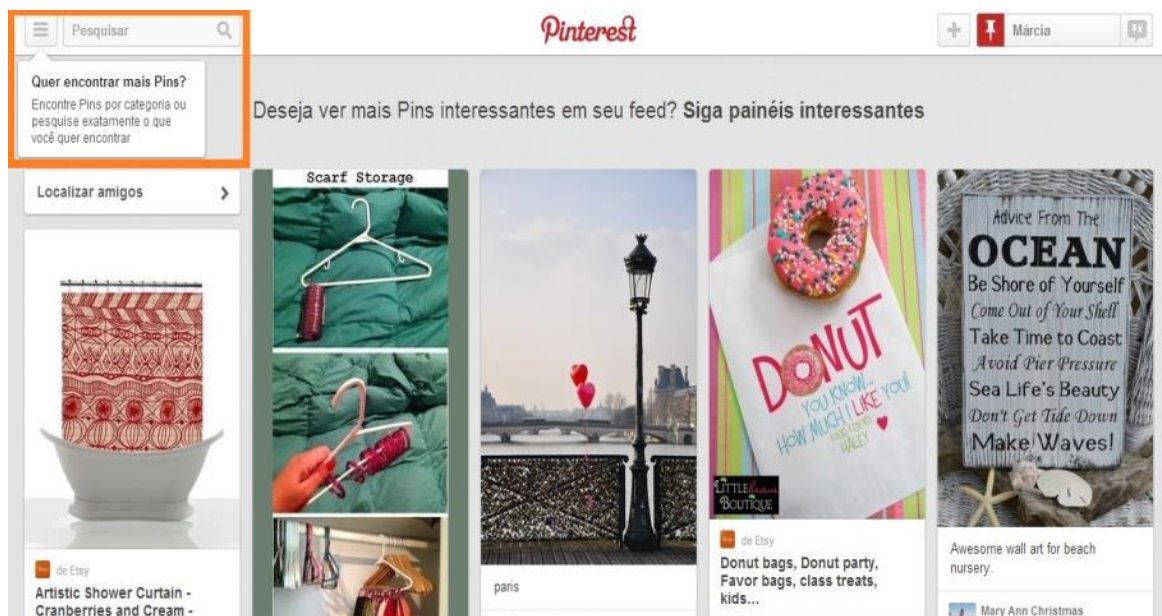 Pesquisar
Pinterest
Márcia
Quer encontrar mais Pins?
Encontre Pins por categoria ou
pesquise exatamente o que
você quer encontrar
Deseja ver mais Pins interessantes em seu feed? Siga painéis interessantes
Localizar amigos
de Etsy
Artistic Shower Curtain -
Cranberries and Cream -
Scarf Storage
paris
DONUT
YOU KNOW...
HOW MUCH I LIKE YOU!
HALEY
LITTLE
BOUTIQUE
de Etsy
Donut bags, Donut party,
Favor bags, class treats,
kids...
Advice From The
OCEAN
Be Shore of Yourself
Come Out of Your Shell
Take Time to Coast
Avoid Pier Pressure
Sea Life's Beauty
Don't Get Tide Down
Make Waves!
Awesome wall art for beach
nursery.
Mary Ann Christmas